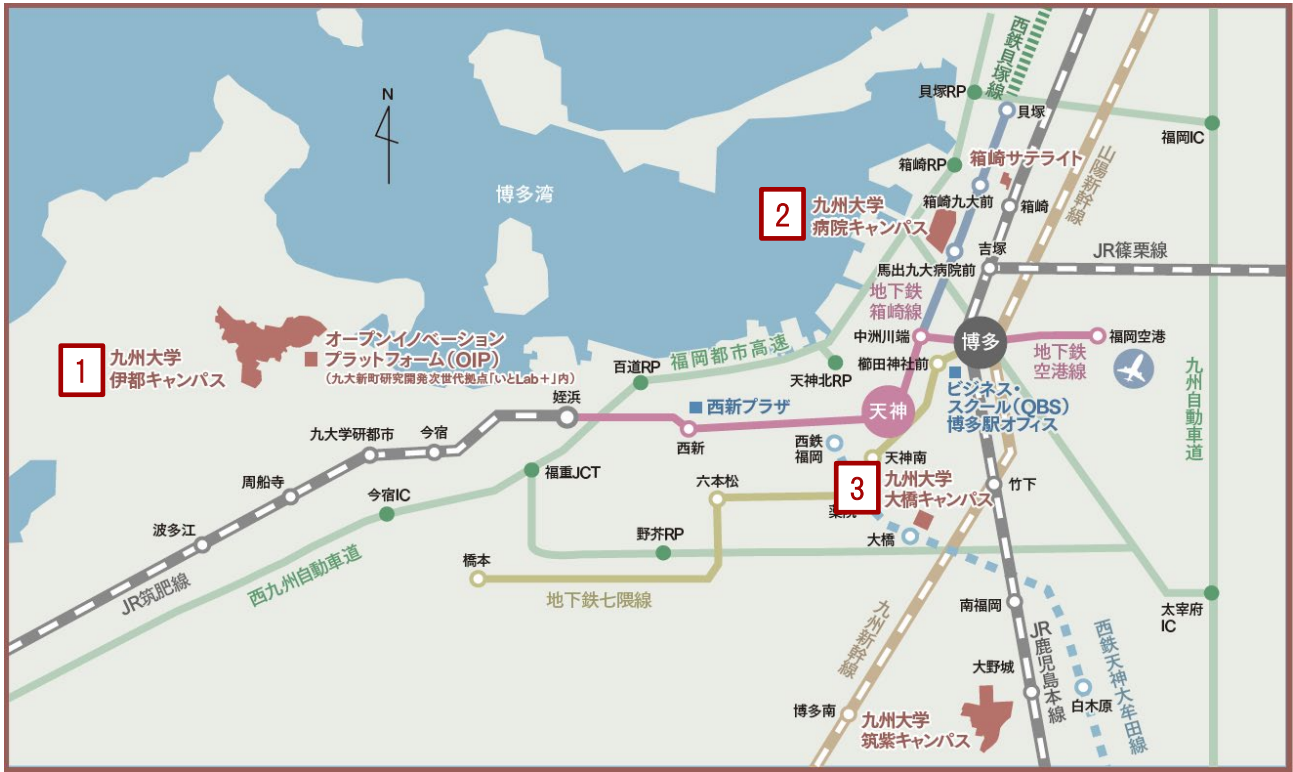 N
博多湾
西鉄貝塚線
貝塚RP
貝塚
福岡IC
箱崎RP
箱崎サテライト
山陽新幹線
2
九州大学
病院キャンパス
箱崎九大前
箱崎
吉塚
馬出九大病院前
JR篠栗線
地下鉄
箱崎線
中洲川端
博多
福岡空港
地下鉄
空港線
九州自動車道
1
九州大学
伊都キャンパス
オープンイノベーション
プラットフォーム(OIP)
(九大新町研究開発次世代拠点「いとLab+」内)
福岡都市高速
百道RP
天神北RP
櫛田神社前
ビジネス・
スクール(QBS)
博多駅オフィス
姪浜
西新プラザ
天神
西新
西鉄
福岡
天神南
九大学研都市
今宿
周船寺
波多江
今宿IC
福重JCT
六本松
3
九州大学
大橋キャンパス
竹下
大橋
野芥RP
橋本
地下鉄七隈線
JR筑肥線
西九州自動車道
南福岡
太宰府
IC
九州新幹線
JR鹿児島本線
西鉄天神大牟田線
大野城
白木原
博多南
九州大学
筑紫キャンパス